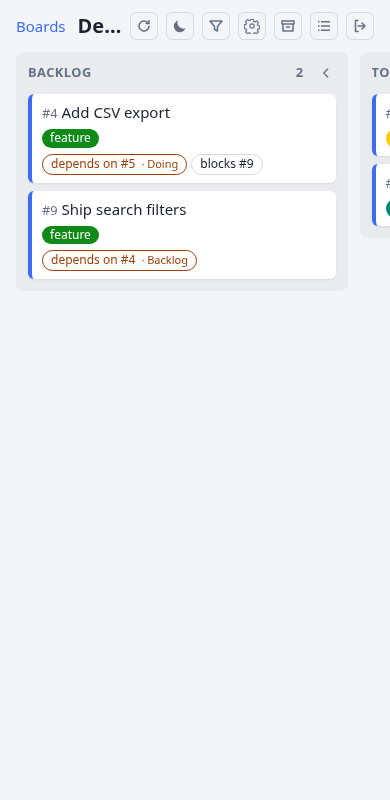 Boards De...
BACKLOG 2
TO
#4 Add CSV export
feature
depends on #5 · Doing blocks #9
#9 Ship search filters
feature
depends on #4 · Backlog